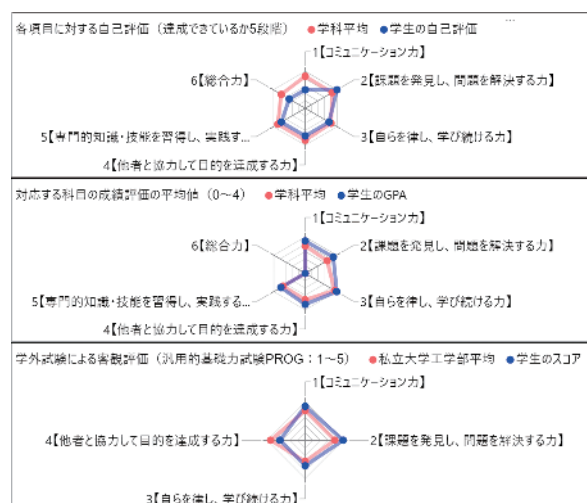 各項目に対する自己評価（達成できているか5段階） 学科平均 学生の自己評価
1【コミュニケーション力】
6【総合力】
2【課題を発見し、問題を解決する力】
5【専門的知識・技能を習得し、実践す...
3【自らを律し、学び続ける力】
4【他者と協力して目的を達成する力】
対応する科目の成績評価の平均値（0～4） 学科平均 学生のGPA
1【コミュニケーション力】
6【総合力】
2【課題を発見し、問題を解決する力】
5【専門的知識・技能を習得し、実践する...
3【自らを律し、学び続ける力】
4【他者と協力して目的を達成する力】
学外試験による客観評価（汎用的基礎力試験PROG：1～5） 私立大学工学部平均 学生のスコア
1【コミュニケーション力】
4【他者と協力して目的を達成する力】
2【課題を発見し、問題を解決する力】
3【自らを律し、学び続ける力】